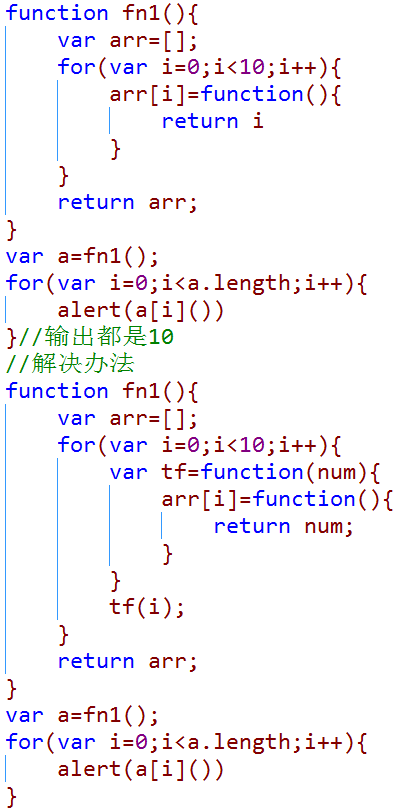 function fn1(){
    var arr=[];
    for(var i=0;i<10;i++){
        arr[i]=function(){
            return i
        }
    }
    return arr;
}
var a=fn1();
for(var i=0;i<a.length;i++){
    alert(a[i]())
}//输出都是10
//解决办法
function fn1(){
    var arr=[];
    for(var i=0;i<10;i++){
        var tf=function(num){
            arr[i]=function(){
                return num;
            }
        }
        tf(i);
    }
    return arr;
}
var a=fn1();
for(var i=0;i<a.length;i++){
    alert(a[i]())
}